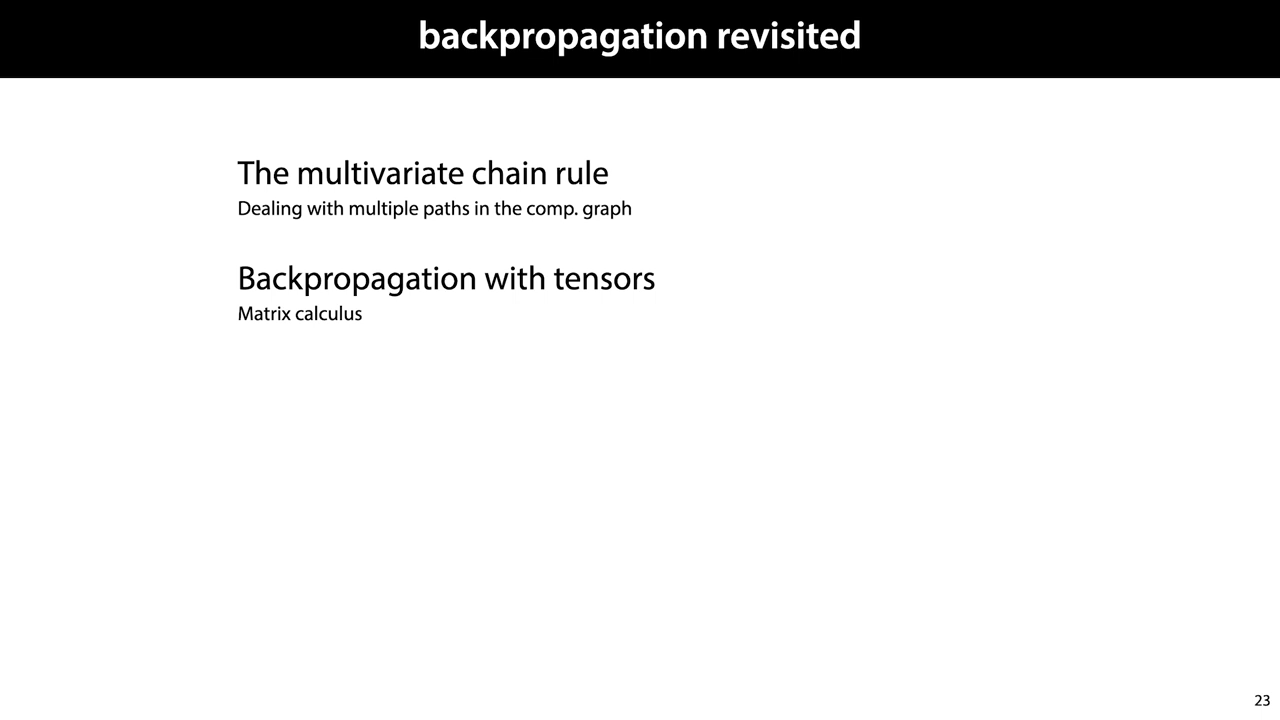 backpropagation revisited
The multivariate chain rule
Dealing with multiple paths in the comp. graph
Backpropagation with tensors
Matrix calculus
23